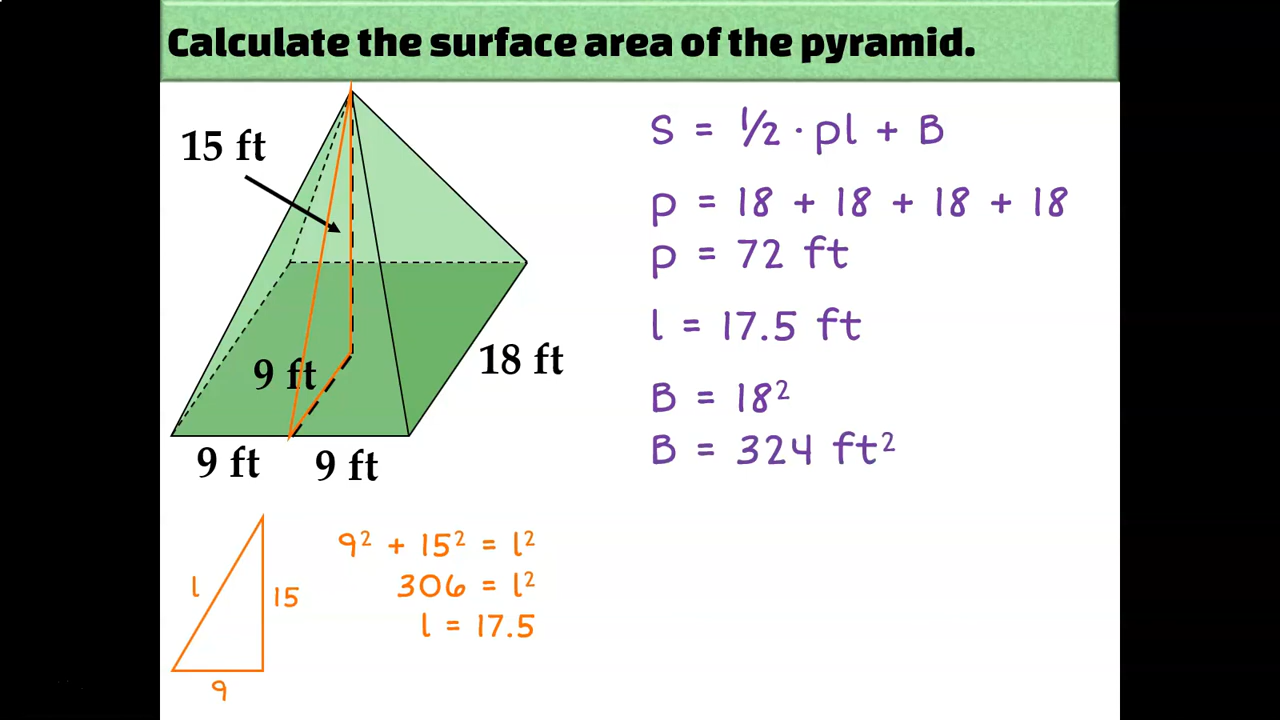 Calculate the surface area of the pyramid.
15 ft
9 ft
18 ft
9 ft
9 ft
S = ½ · pl + B
p = 18 + 18 + 18 + 18
p = 72 ft
l = 17.5 ft
B = 18²
B = 324 ft²
l
15
9
9² + 15² = l²
306 = l²
l = 17.5